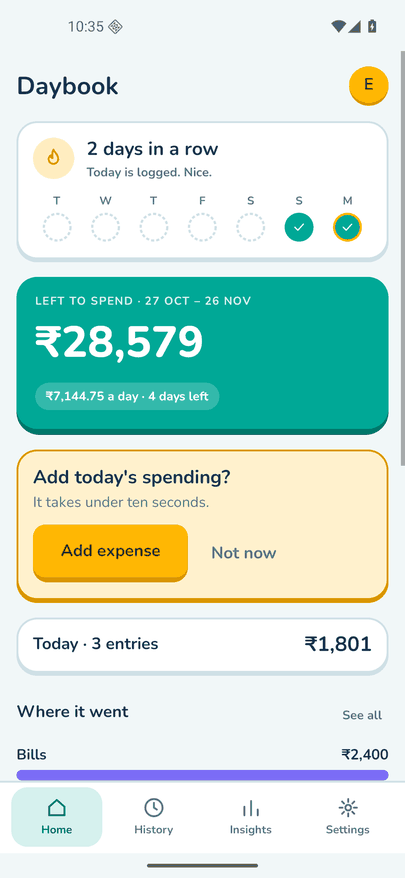 10:35
Daybook
E
2 days in a row
Today is logged. Nice.
T W T F S S M
LEFT TO SPEND · 27 OCT – 26 NOV
₹28,579
₹7,144.75 a day · 4 days left
Add today's spending?
It takes under ten seconds.
Add expense
Not now
Today · 3 entries ₹1,801
Where it went See all
Bills ₹2,400
Home History Insights Settings